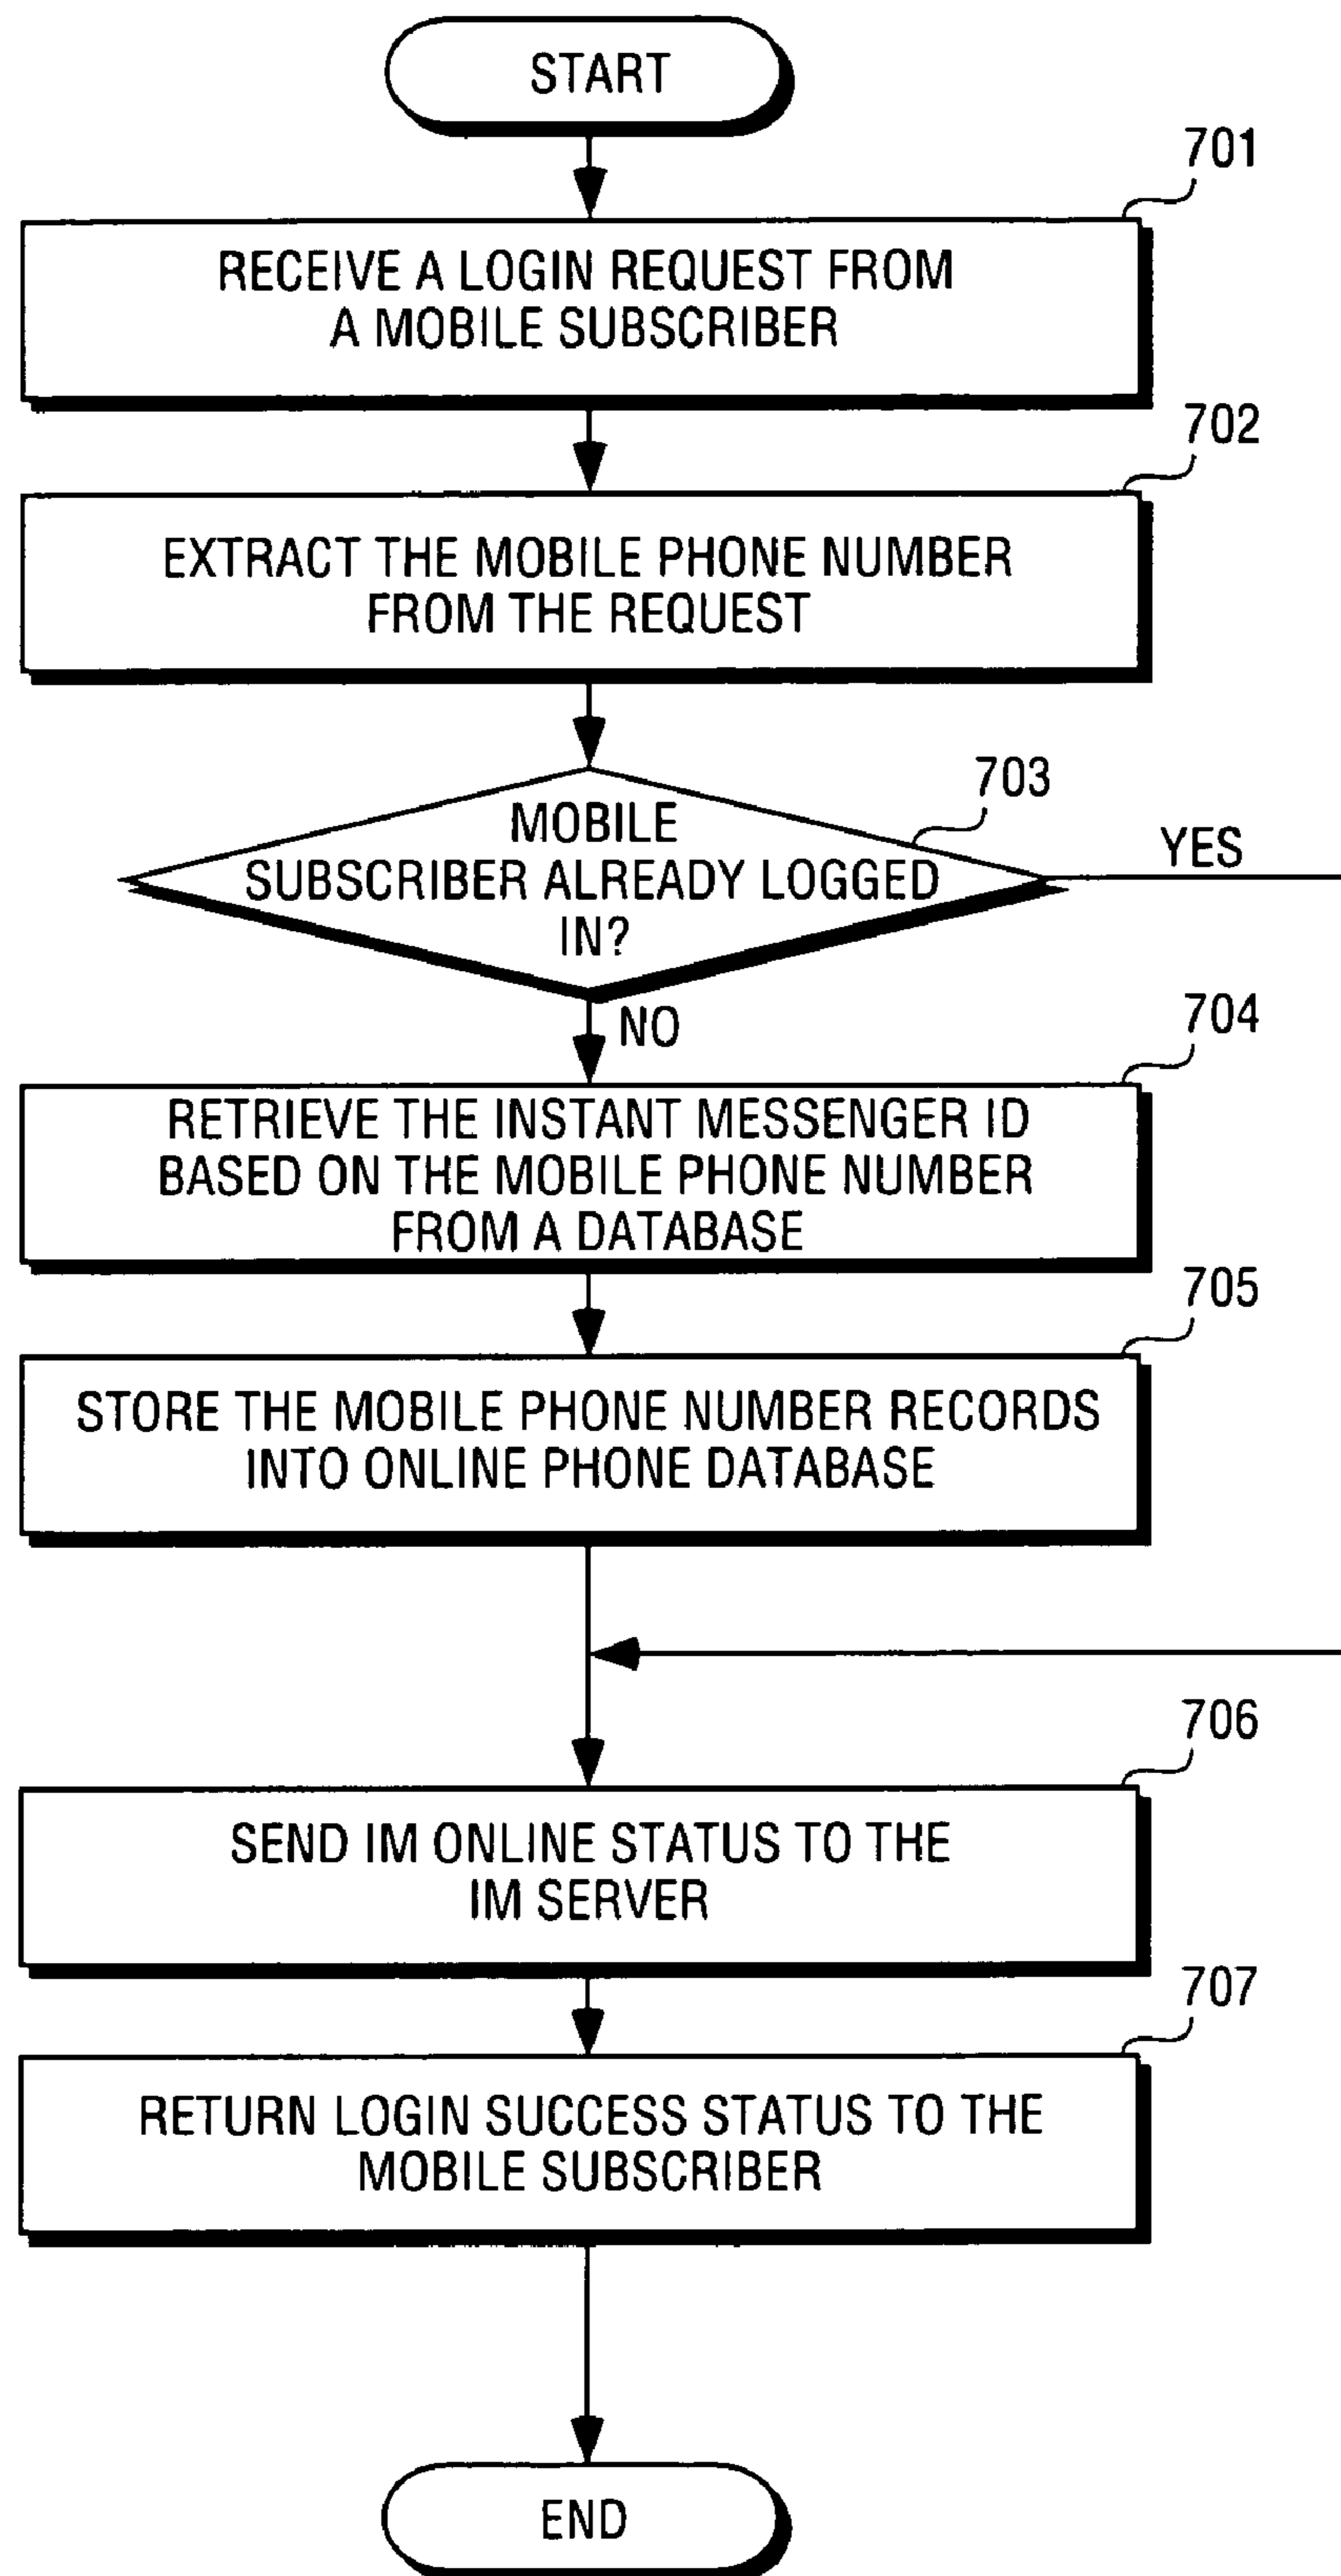 START
701
RECEIVE A LOGIN REQUEST FROM
A MOBILE SUBSCRIBER
702
EXTRACT THE MOBILE PHONE NUMBER
FROM THE REQUEST
703
MOBILE
SUBSCRIBER ALREADY LOGGED
IN?
YES
NO
704
RETRIEVE THE INSTANT MESSENGER ID
BASED ON THE MOBILE PHONE NUMBER
FROM A DATABASE
705
STORE THE MOBILE PHONE NUMBER RECORDS
INTO ONLINE PHONE DATABASE
706
SEND IM ONLINE STATUS TO THE
IM SERVER
707
RETURN LOGIN SUCCESS STATUS TO THE
MOBILE SUBSCRIBER
END